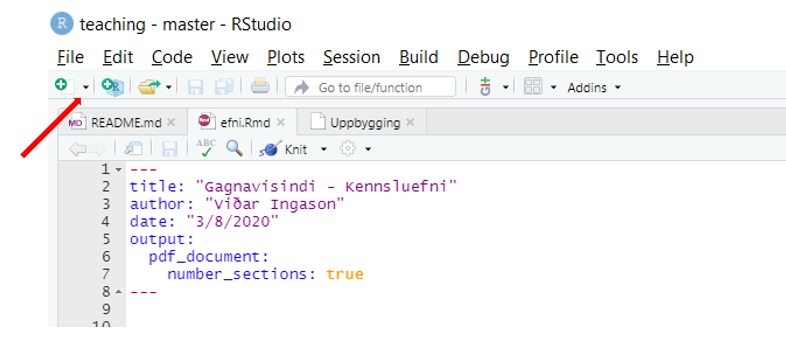 R teaching - master - RStudio
File Edit Code View Plots Session Build Debug Profile Tools Help
R Go to file/function Addins
MD README.md efni.Rmd Uppbygging
ABC Knit
1 ---
2 title: "Gagnavísindi - Kennsluefni"
3 author: "Viðar Ingason"
4 date: "3/8/2020"
5 output:
6 pdf_document:
7 number_sections: true
8 ---
9
10